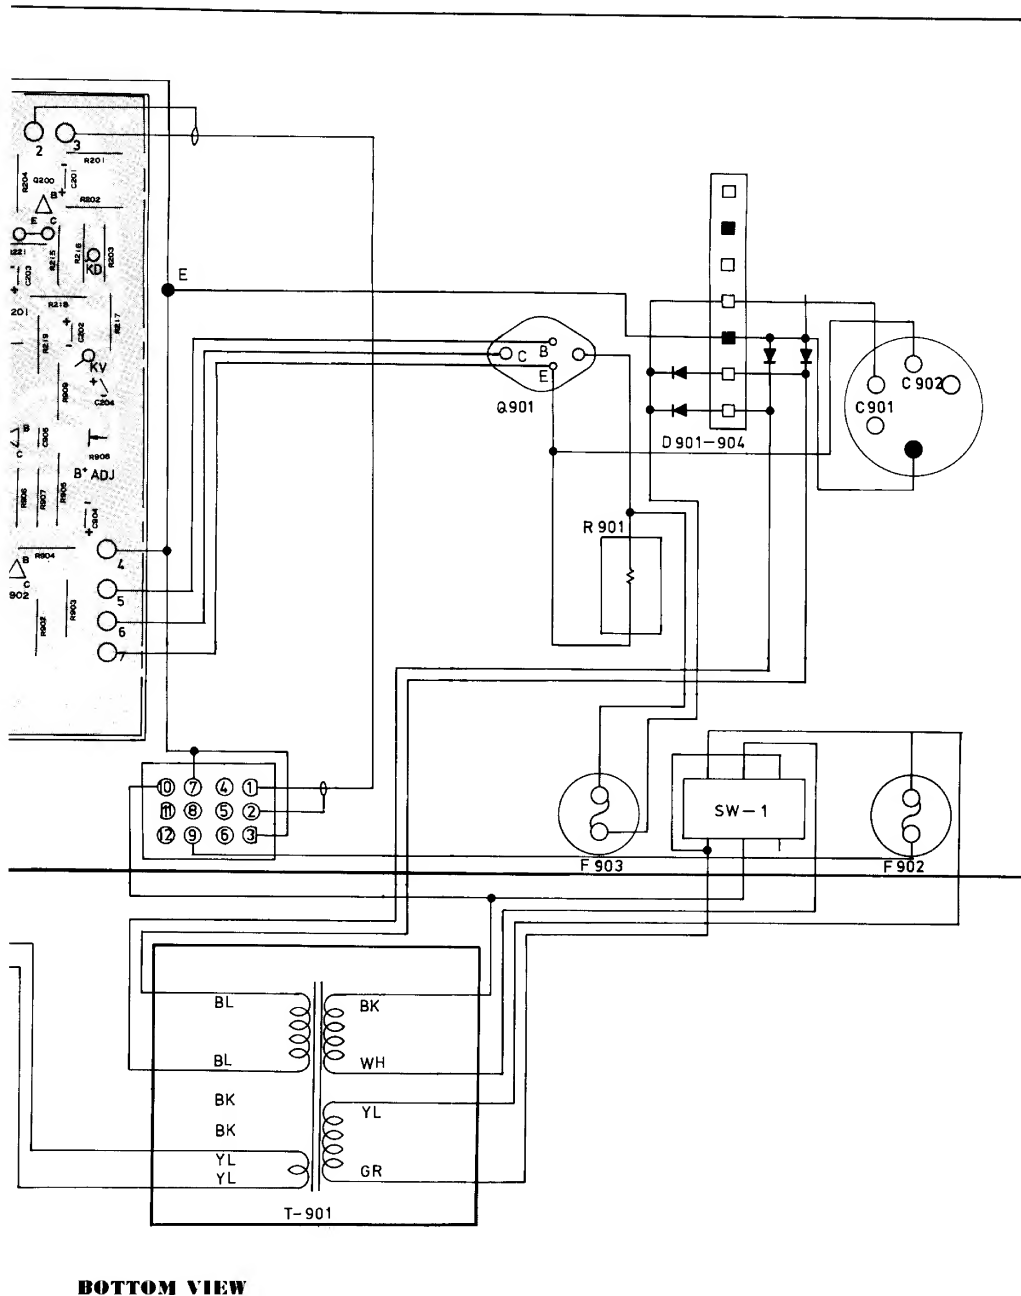 2
3
R201
R204
Q200
B
+
C201
R202
E
C
R215
R216
KD
R203
C203
+
E
201
R218
R219
+
C202
R217
KV
+
C204
R909
B
C
C905
R908
B+ ADJ
R906
R907
R905
C904
+
R904
4
B
C
902
5
R902
R903
6
7
B
C
E
Q901
D901-904
C902
C901
R901
10 7 4 1
11 8 5 2
12 9 6 3
F903
SW-1
F902
BL
BK
BL
WH
BK
YL
BK
YL
YL
GR
T-901
BOTTOM VIEW